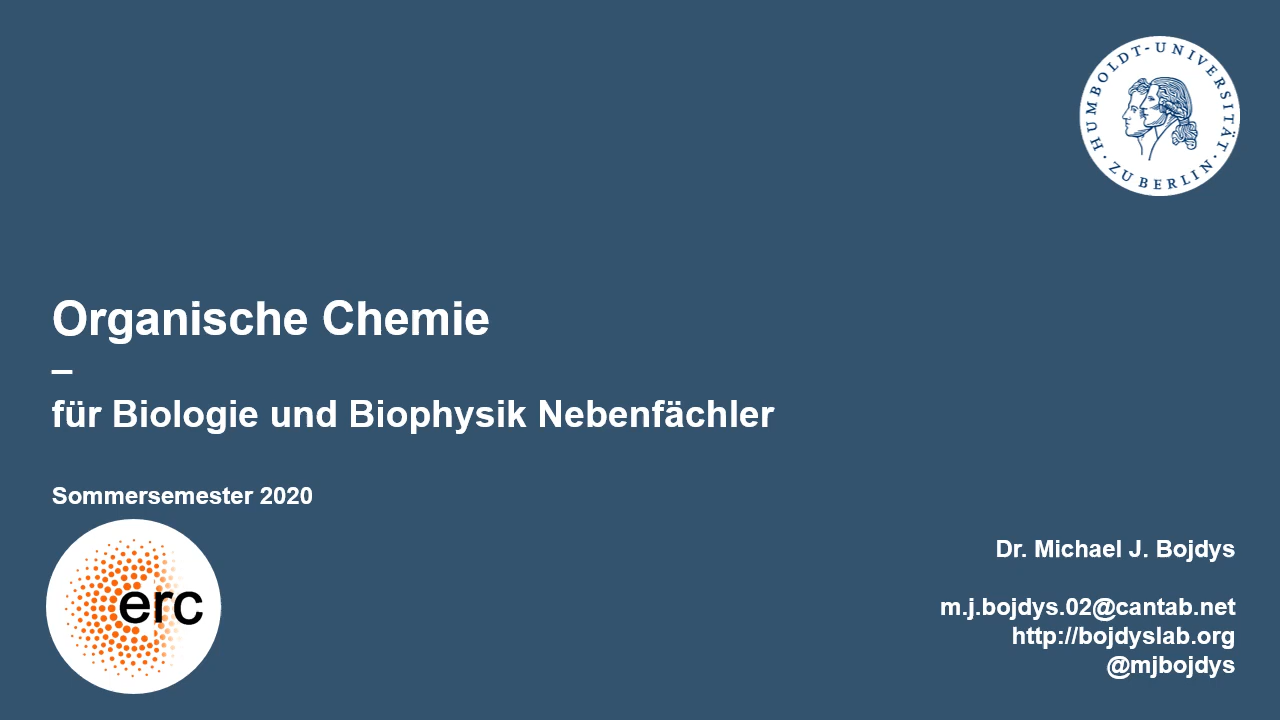 HUMBOLDT-UNIVERSITÄT
· ZU BERLIN ·
Organische Chemie
–
für Biologie und Biophysik Nebenfächler
Sommersemester 2020
erc
Dr. Michael J. Bojdys
m.j.bojdys.02@cantab.net
http://bojdyslab.org
@mjbojdys